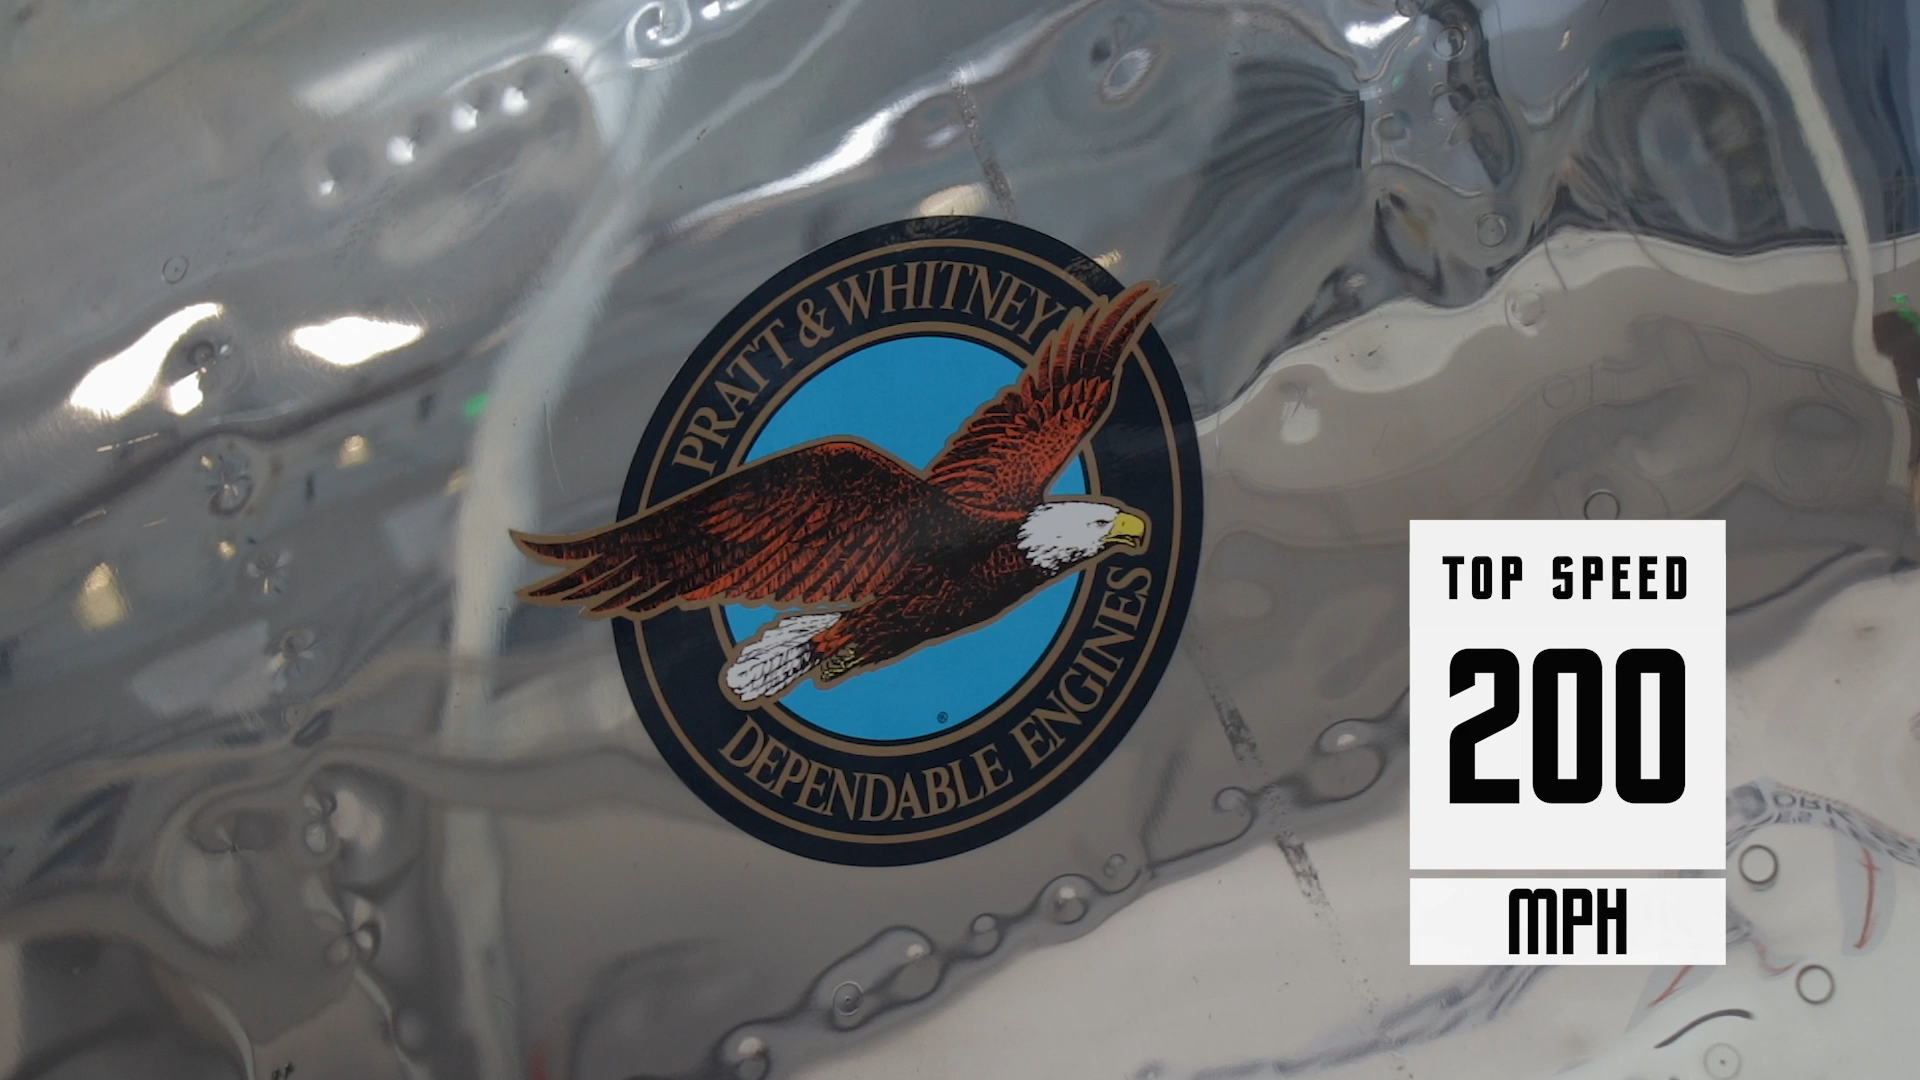 PRATT & WHITNEY
DEPENDABLE ENGINES
®
TOP SPEED
200
MPH